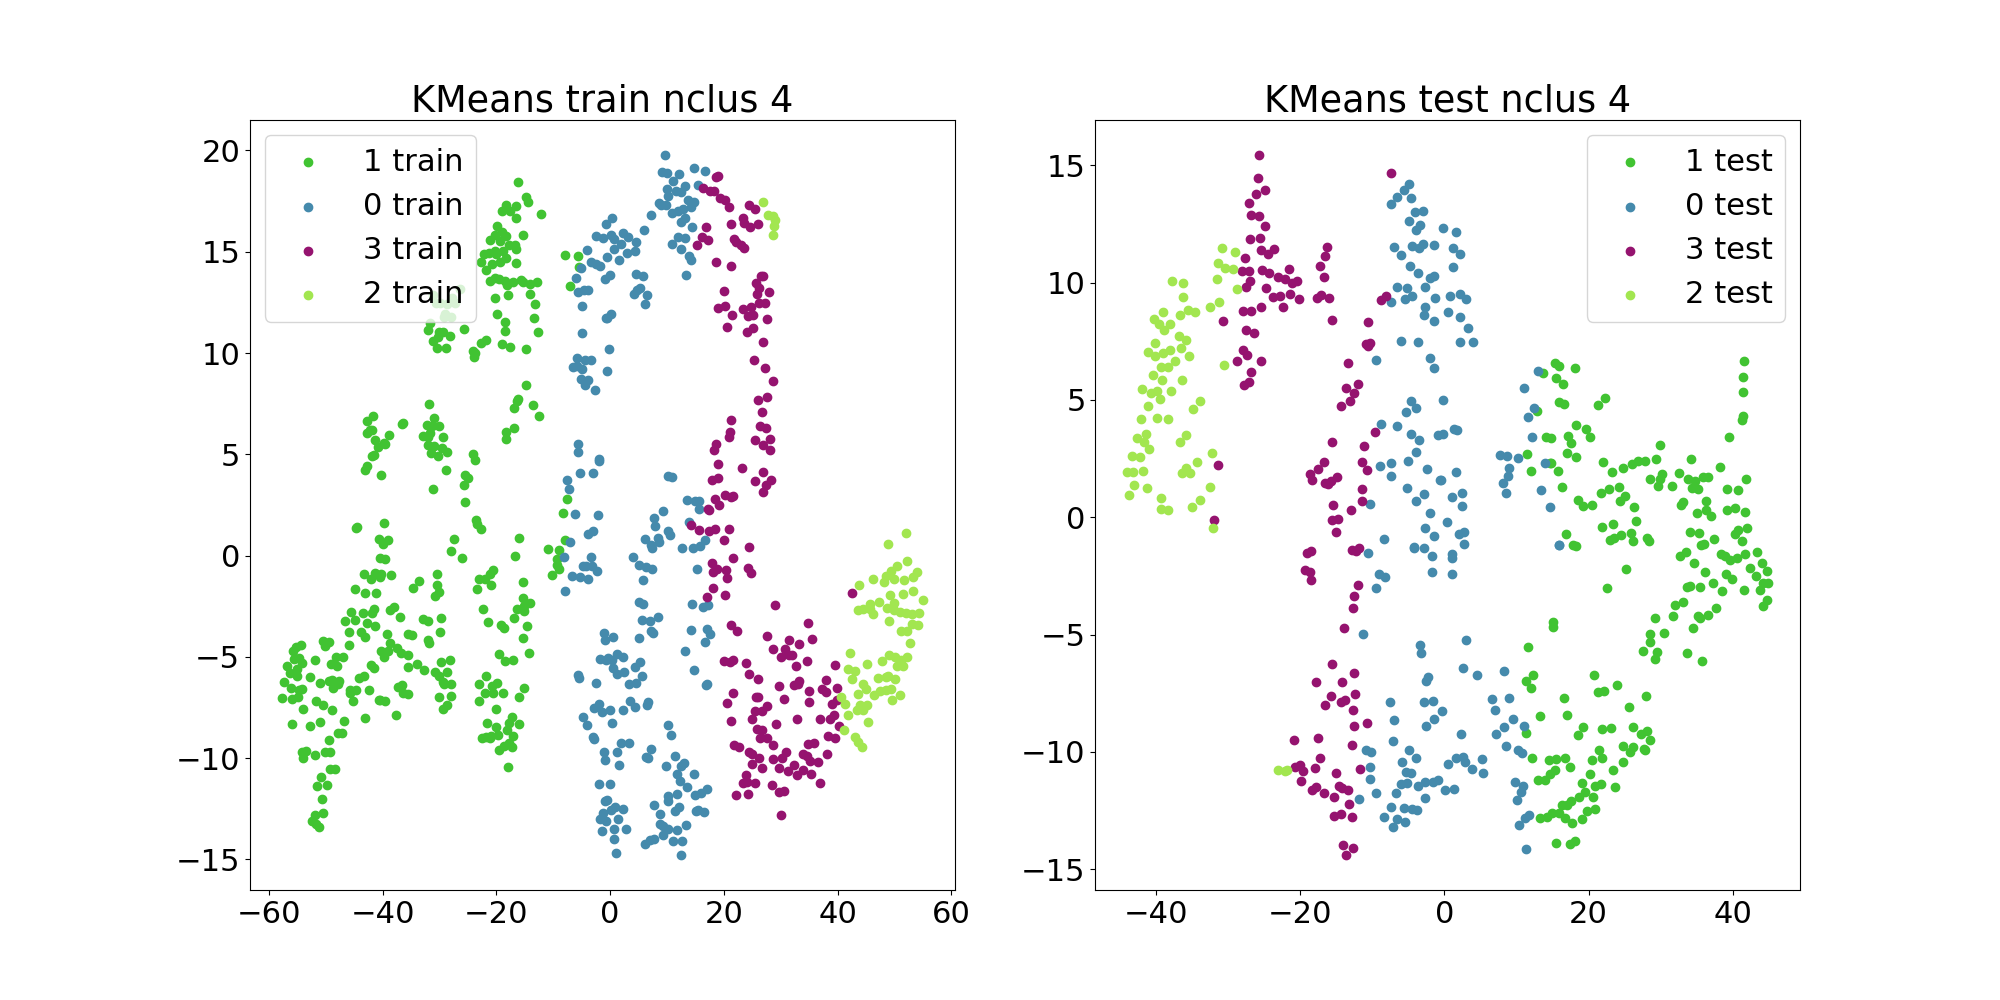 KMeans train nclus 4
1 train
0 train
3 train
2 train
20
15
10
5
0
−5
−10
−15
−60 −40 −20 0 20 40 60
KMeans test nclus 4
1 test
0 test
3 test
2 test
15
10
5
0
−5
−10
−15
−40 −20 0 20 40